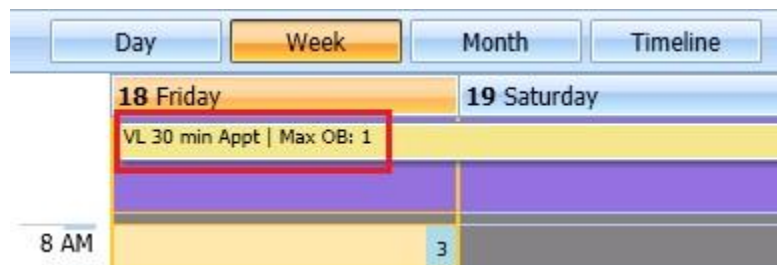 Day Week Month Timeline
18 Friday 19 Saturday
VL 30 min Appt | Max OB: 1
8 AM 3